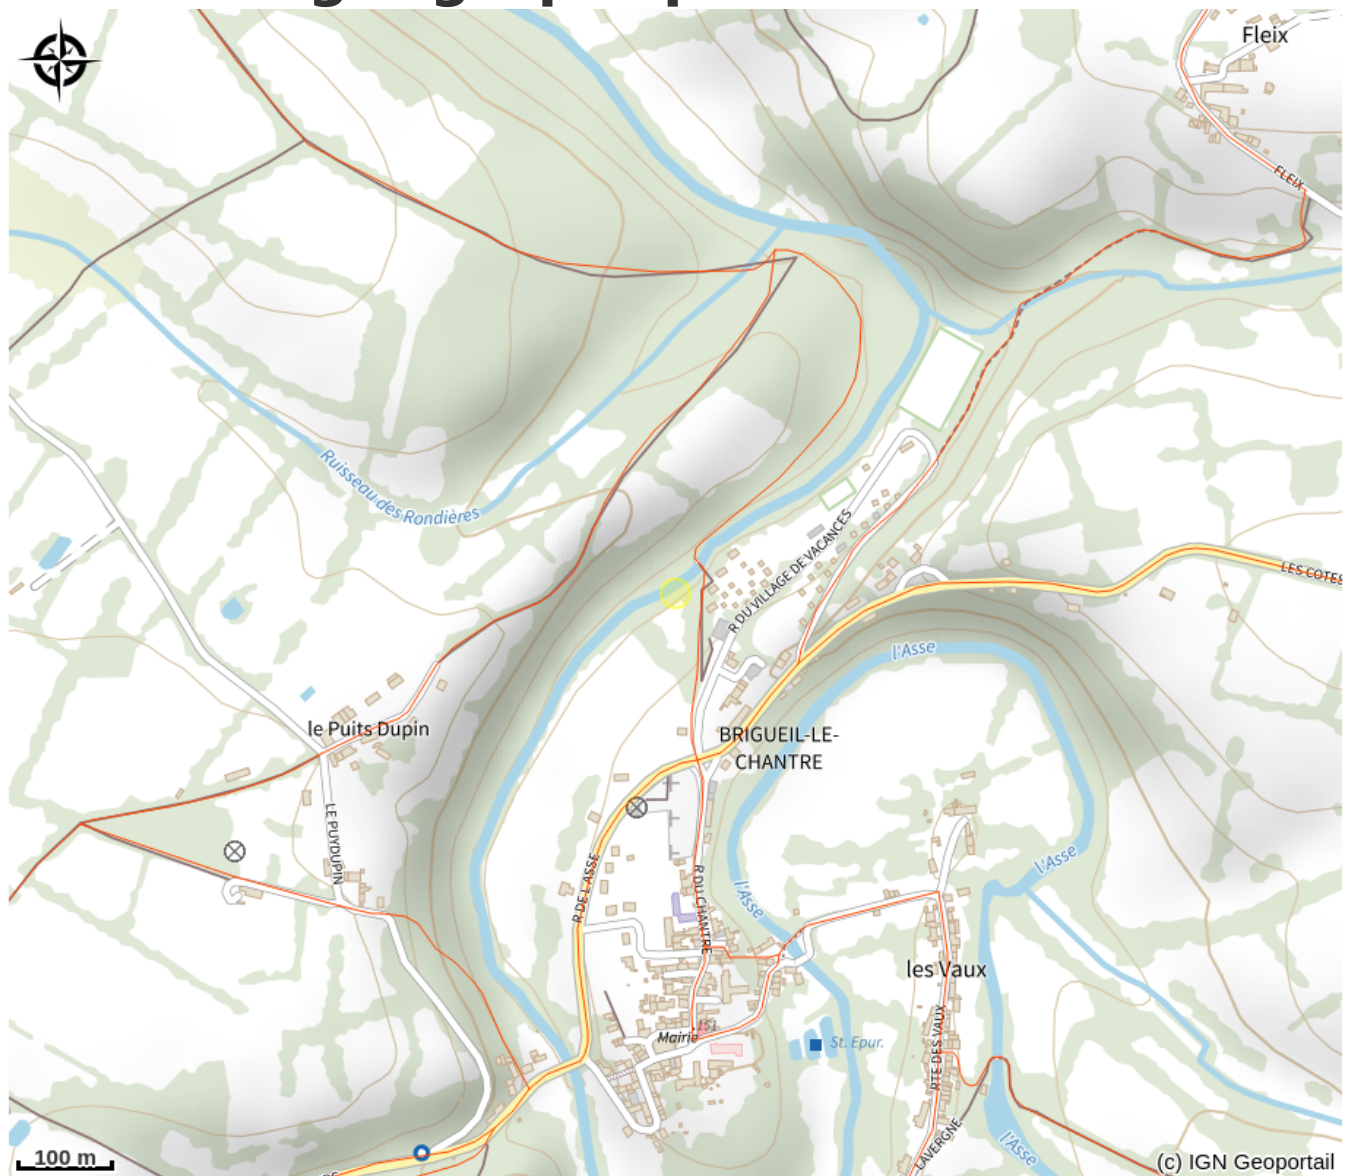 Fleix
FLEIX
Ruisseau des Rondières
R DU VILLAGE DE VACANCES
LES COTES
l'Asse
le Puits Dupin
BRIGUEIL-LE-
CHANTRE
LE PUYDUPIN
R DE L'ASSE
R DU CHANTRE
l'Asse
l'Asse
les Vaux
Mairie
151
St. Epur.
RTE DES VAUX
LAVERGNE
l'Asse
100 m
(c) IGN Geoportail